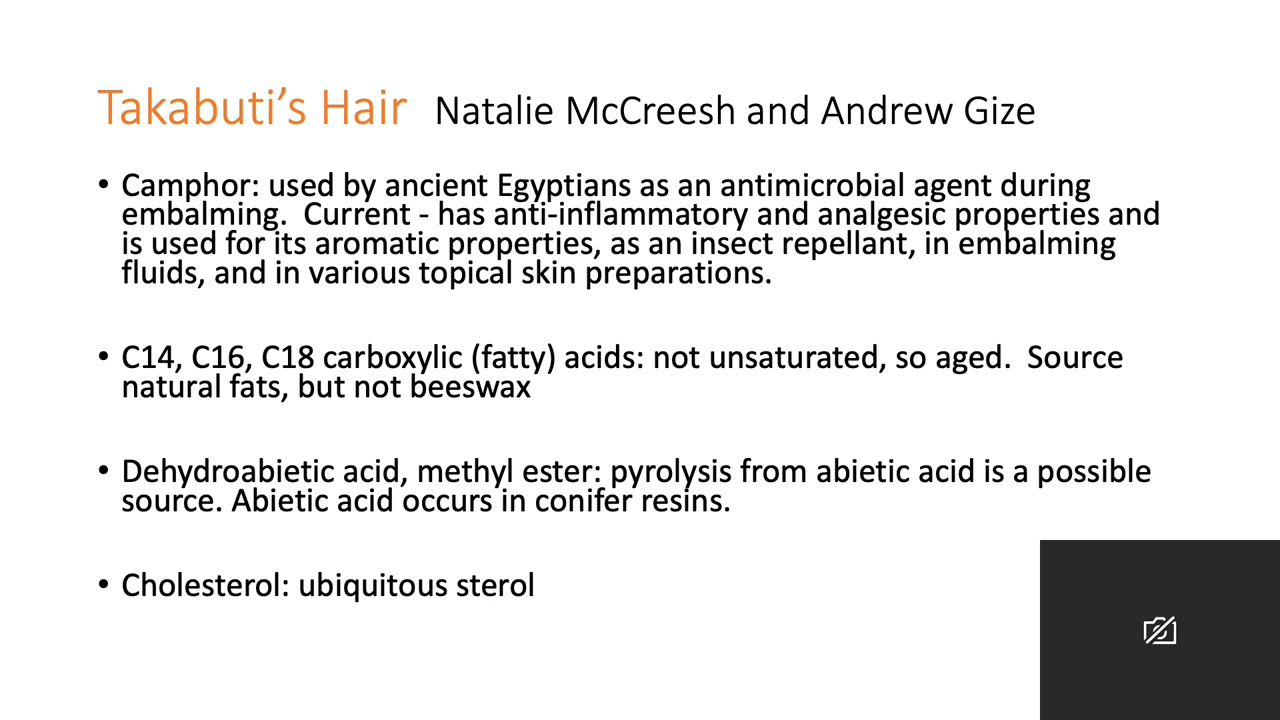 Takabuti’s Hair Natalie McCreesh and Andrew Gize
• Camphor: used by ancient Egyptians as an antimicrobial agent during
embalming.  Current - has anti-inflammatory and analgesic properties and
is used for its aromatic properties, as an insect repellant, in embalming
fluids, and in various topical skin preparations.
• C14, C16, C18 carboxylic (fatty) acids: not unsaturated, so aged.  Source
natural fats, but not beeswax
• Dehydroabietic acid, methyl ester: pyrolysis from abietic acid is a possible
source. Abietic acid occurs in conifer resins.
• Cholesterol: ubiquitous sterol